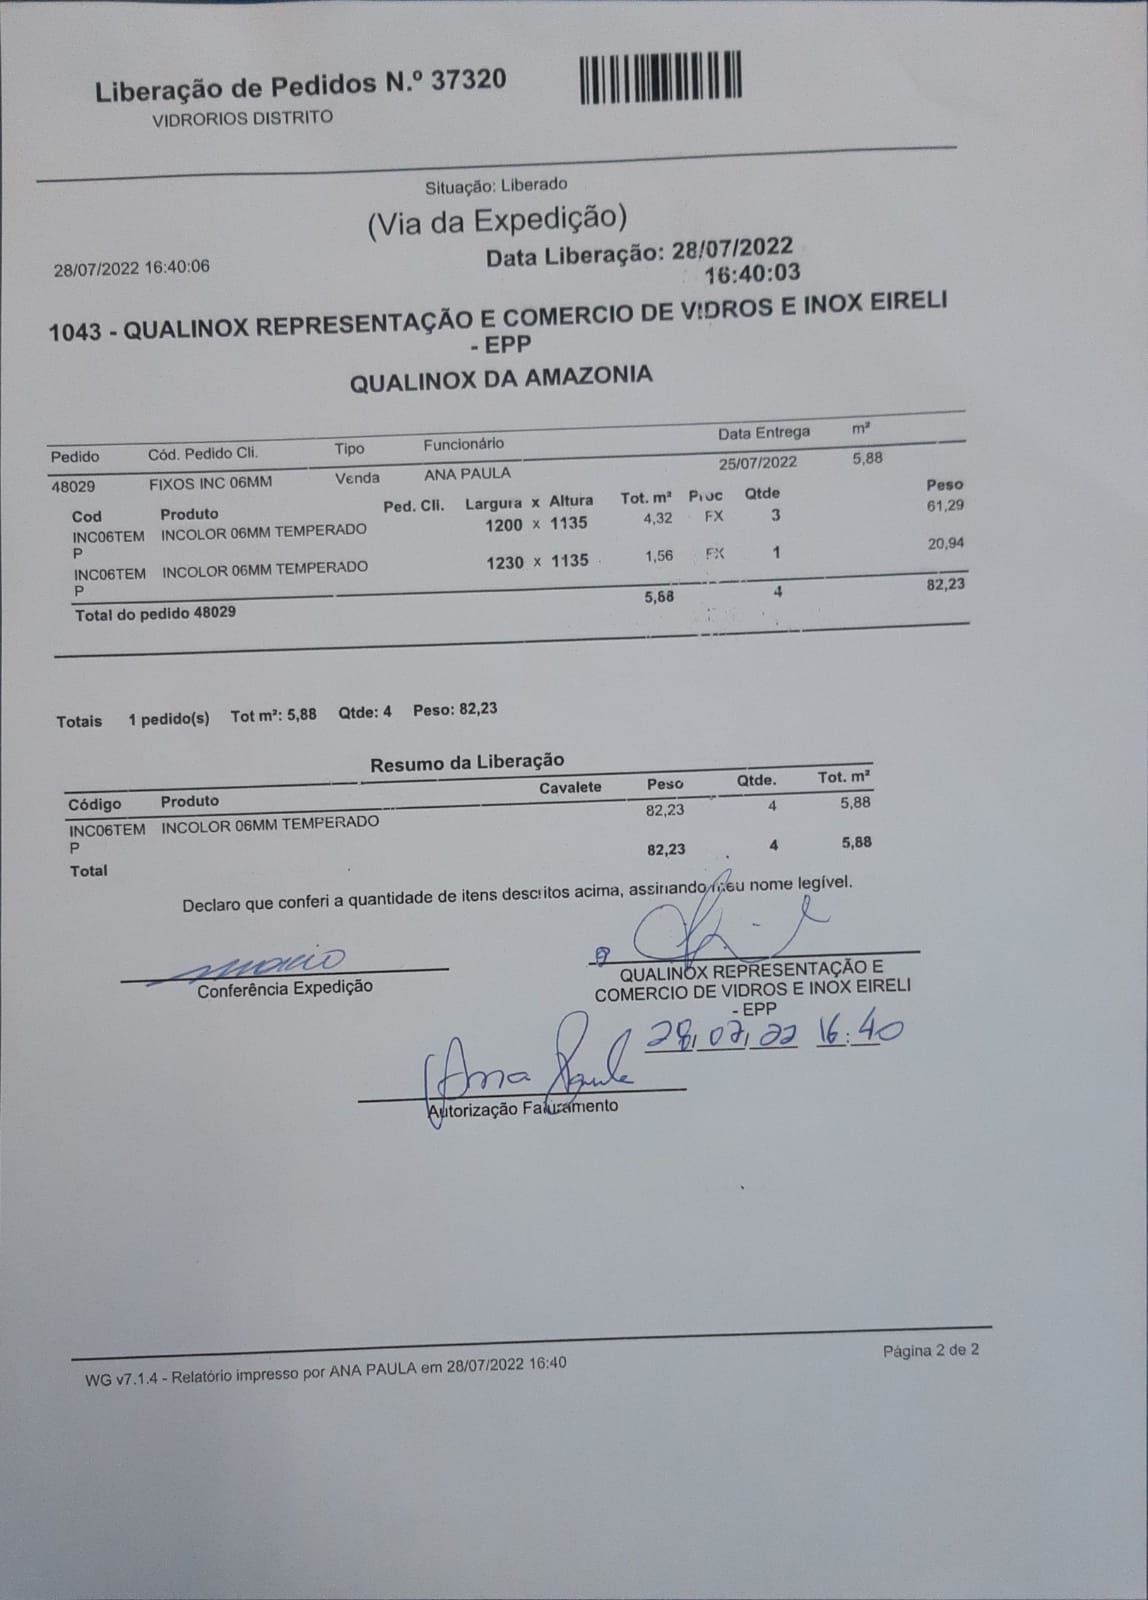 Liberação de Pedidos N.º 37320
VIDRORIOS DISTRITO
Situação: Liberado
(Via da Expedição)
28/07/2022 16:40:06
Data Liberação: 28/07/2022
16:40:03
1043 - QUALINOX REPRESENTAÇÃO E COMERCIO DE VIDROS E INOX EIRELI
- EPP
QUALINOX DA AMAZONIA
Pedido Cód. Pedido Cli. Tipo Funcionário Data Entrega m²
48029 FIXOS INC 06MM Venda ANA PAULA 25/07/2022 5,88
Cod Produto Ped. Cli. Largura x Altura Tot. m² Proc Qtde Peso
INC06TEM INCOLOR 06MM TEMPERADO 1200 x 1135 4,32 FX 3 61,29
P
INC06TEM INCOLOR 06MM TEMPERADO 1230 x 1135 1,56 FX 1 20,94
P
Total do pedido 48029 5,88 4 82,23
Totais 1 pedido(s) Tot m²: 5,88 Qtde: 4 Peso: 82,23
Resumo da Liberação
Código Produto Cavalete Peso Qtde. Tot. m²
INC06TEM INCOLOR 06MM TEMPERADO 82,23 4 5,88
P
Total 82,23 4 5,88
Declaro que conferi a quantidade de itens descritos acima, assinando meu nome legível.
Conferência Expedição
QUALINOX REPRESENTAÇÃO E
COMERCIO DE VIDROS E INOX EIRELI
- EPP
28,07,22 16:40
Ana Paula
Autorização Faturamento
WG v7.1.4 - Relatório impresso por ANA PAULA em 28/07/2022 16:40
Página 2 de 2